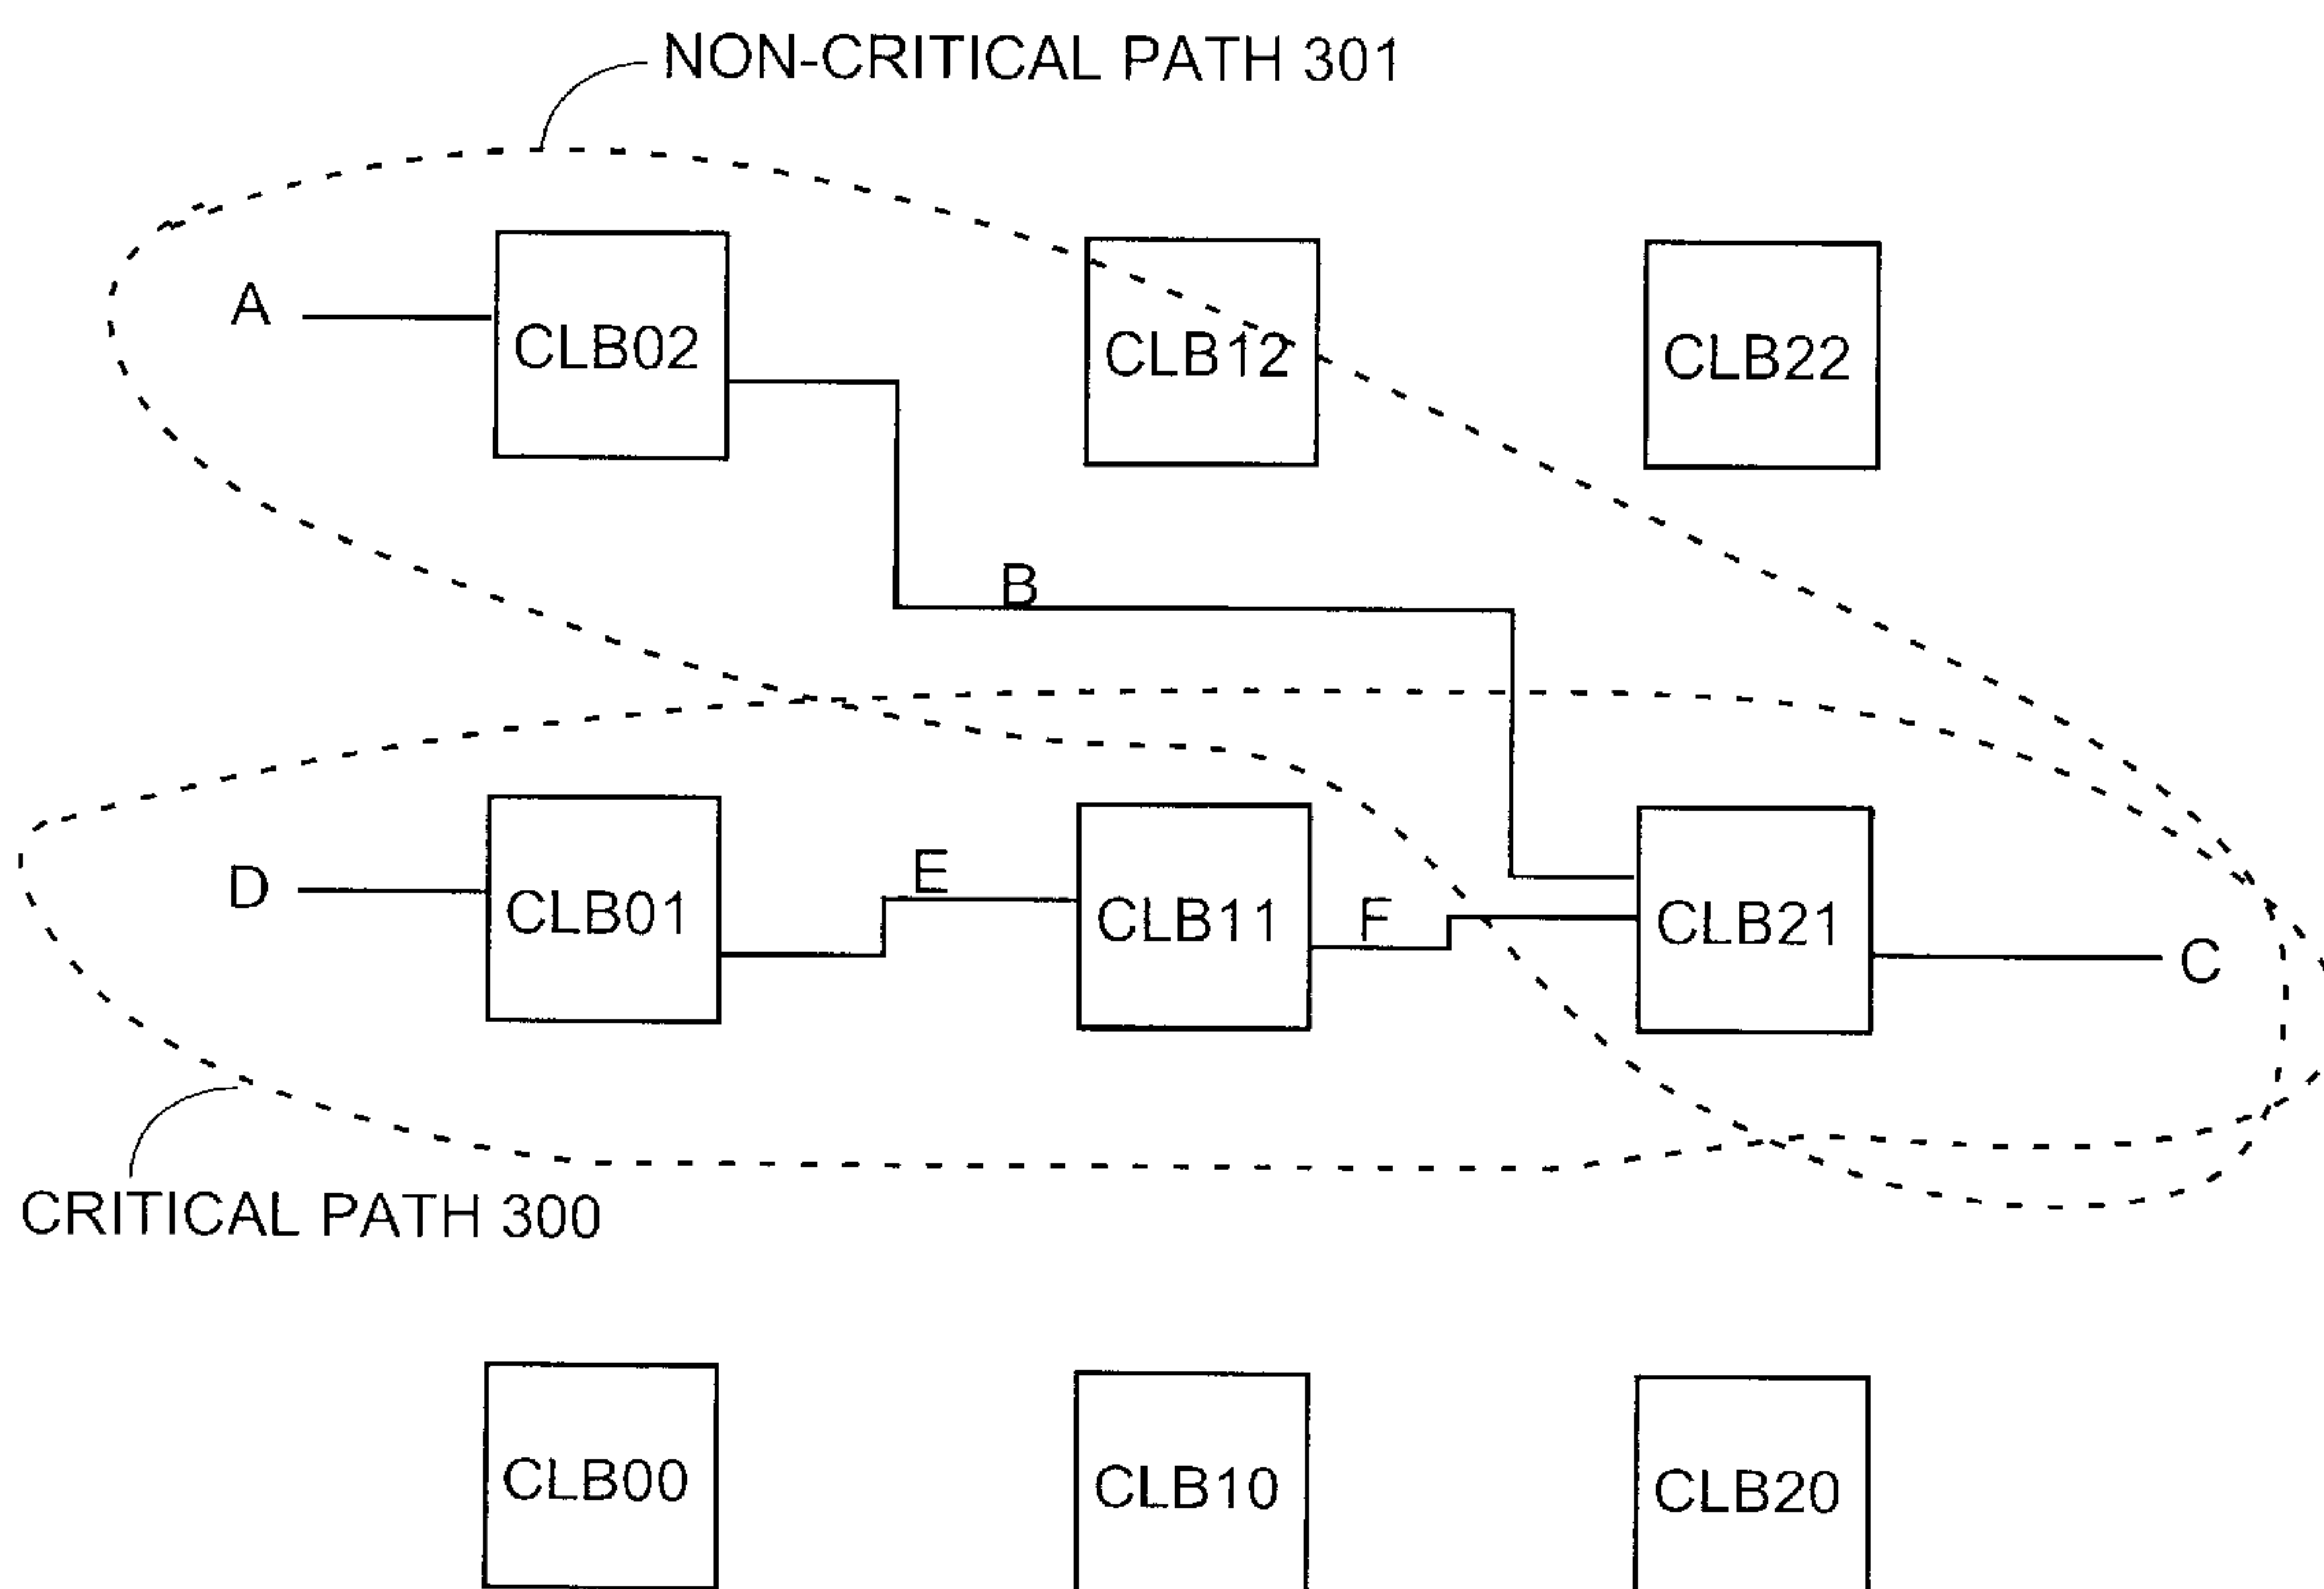 NON-CRITICAL PATH 301
A
CLB02
CLB12
CLB22
B
D
CLB01
E
CLB11
F
CLB21
C
CRITICAL PATH 300
CLB00
CLB10
CLB20